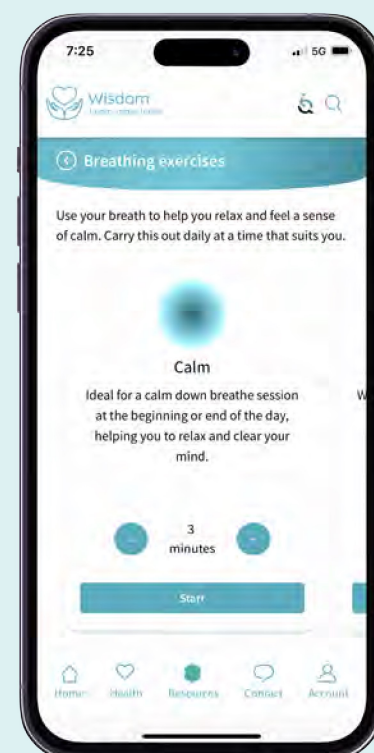 7:25
5G
Wisdom
Breathing exercises
Use your breath to help you relax and feel a sense
of calm. Carry this out daily at a time that suits you.
Calm
Ideal for a calm down breathe session
at the beginning or end of the day,
helping you to relax and clear your
mind.
W
3
minutes
Start
Home Health Resources Contact Account